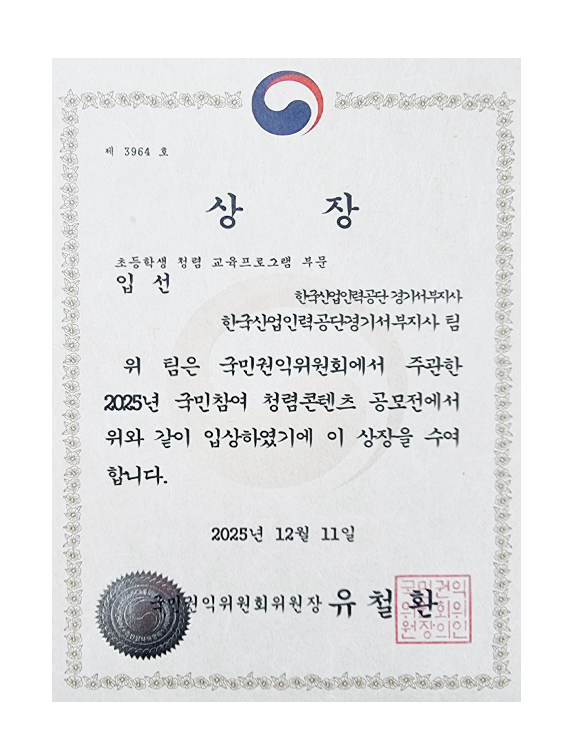 제 3964 호
상 장
초등학생 청렴 교육프로그램 부문
입 선
한국산업인력공단 경기서부지사
한국산업인력공단경기서부지사 팀
위 팀은 국민권익위원회에서 주관한
2025년 국민참여 청렴콘텐츠 공모전에서
위와 같이 입상하였기에 이 상장을 수여
합니다.
2025년 12월 11일
국민권익위원회위원장 유 철 환
국민권익
위원회위
원장의인